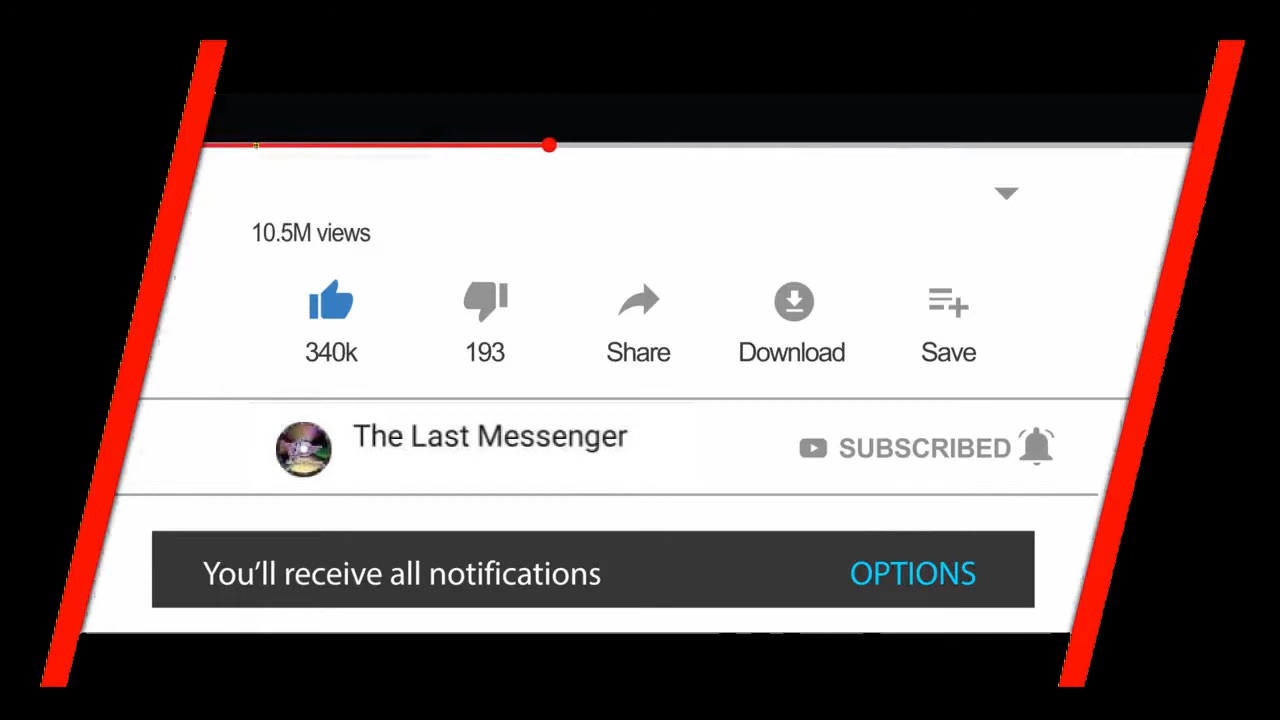 10.5M views
340k 193 Share Download Save
The Last Messenger SUBSCRIBED
You'll receive all notifications OPTIONS